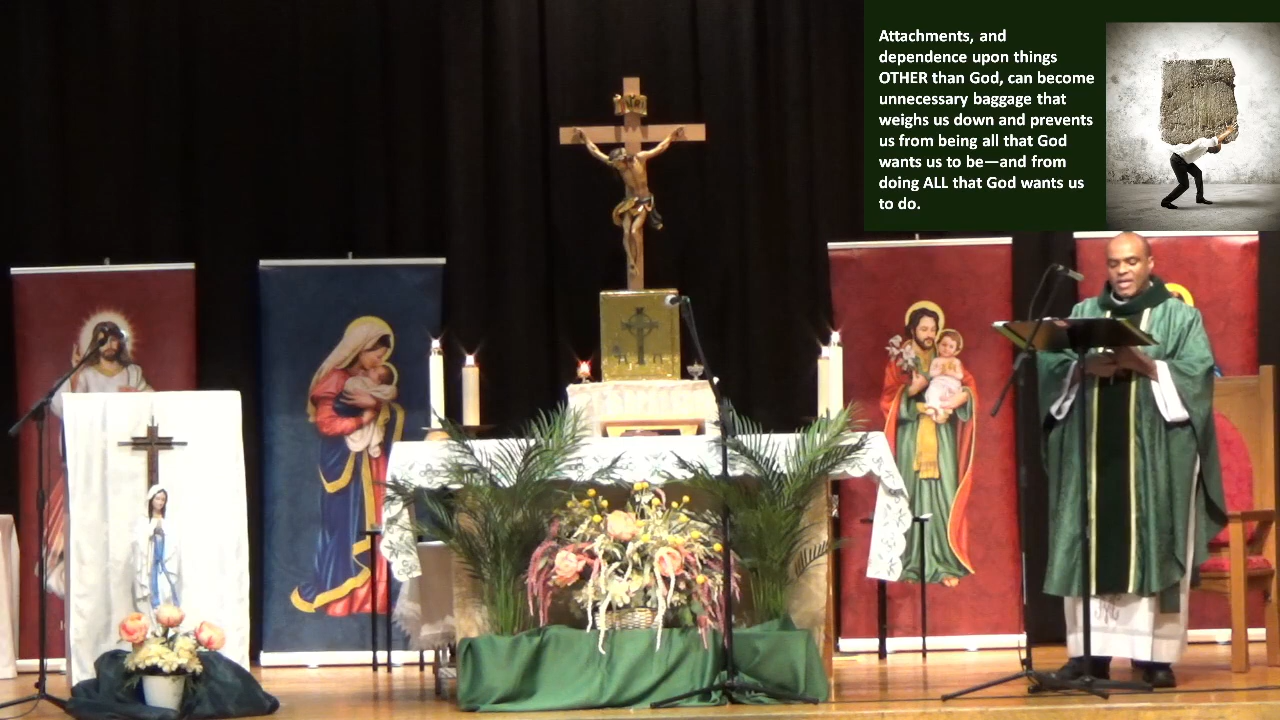 Attachments, and
dependence upon things
OTHER than God, can become
unnecessary baggage that
weighs us down and prevents
us from being all that God
wants us to be—and from
doing ALL that God wants us
to do.
INRI